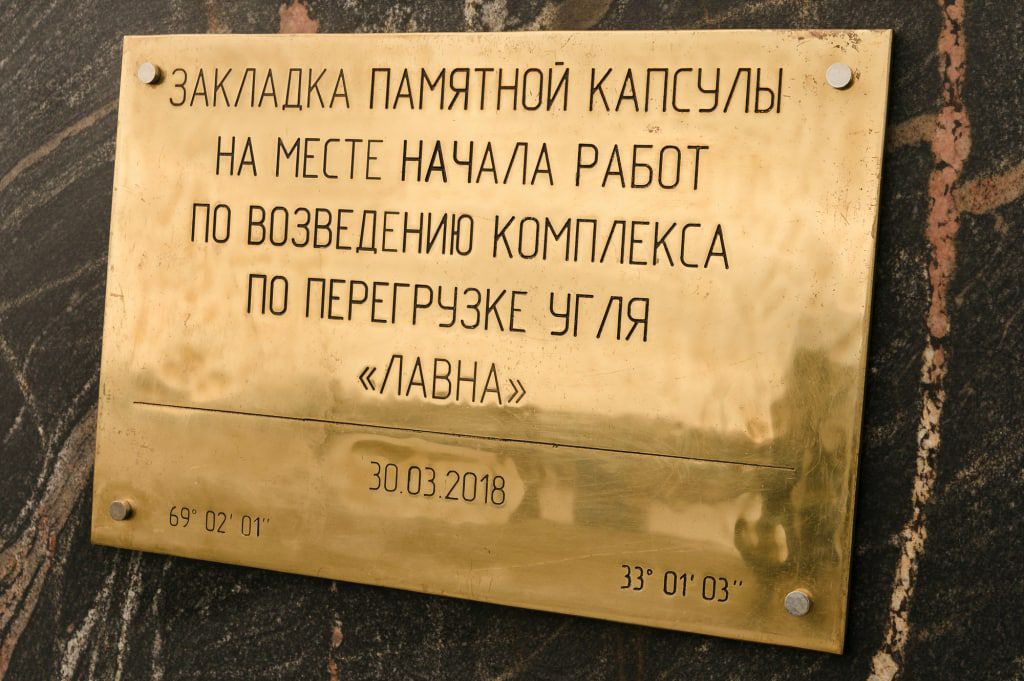 ЗАКЛАДКА ПАМЯТНОЙ КАПСУЛЫ
НА МЕСТЕ НАЧАЛА РАБОТ
ПО ВОЗВЕДЕНИЮ КОМПЛЕКСА
ПО ПЕРЕГРУЗКЕ УГЛЯ
«ЛАВНА»
30.03.2018
69° 02' 01"
33° 01' 03"